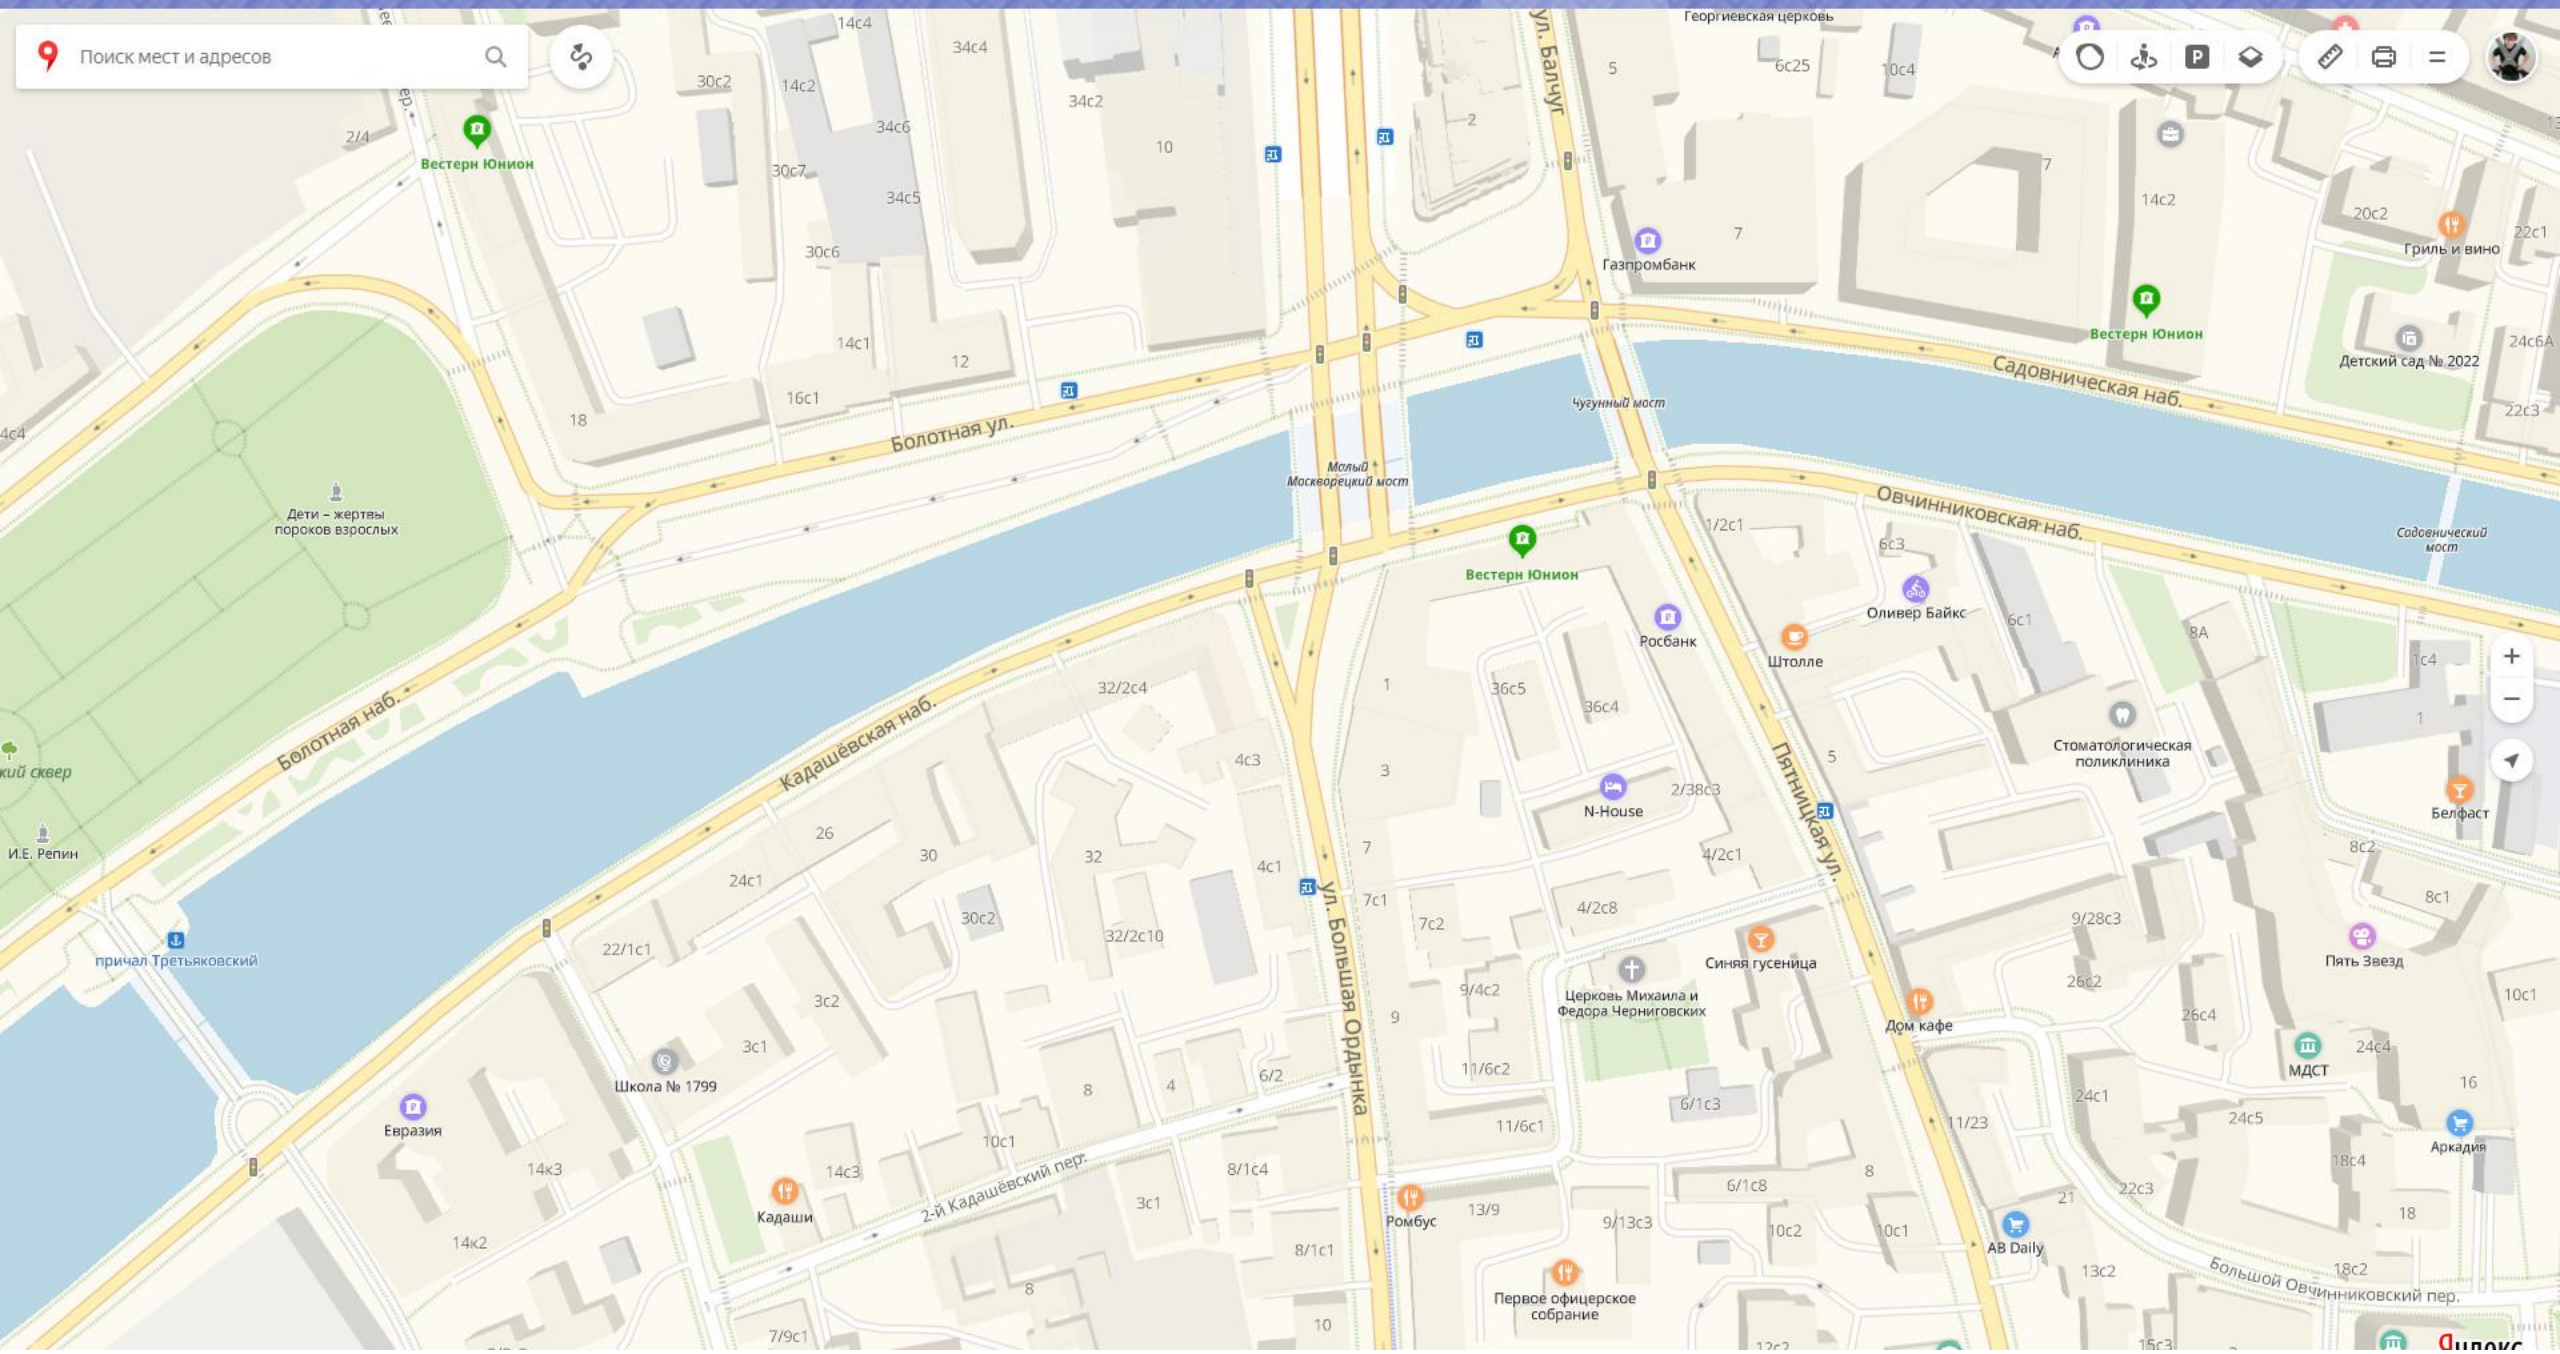 Поиск мест и адресов
14с4
34с4
Георгиевская церковь
ул. Балчуг
5
6с25
10с4
30с2
14с2
34с2
34с6
2
2/4
10
Вестерн Юнион
30с7
34с5
7
14с2
20с2
22с1
Гриль и вино
7
30с6
Газпромбанк
Вестерн Юнион
14с1
12
24с6А
Детский сад № 2022
Садовническая наб.
16с1
18
Чугунный мост
22с3
4с4
Болотная ул.
Малый
Москворецкий мост
Овчинниковская наб.
Дети – жертвы
пороков взрослых
1/2с1
6с3
Садовнический
мост
Вестерн Юнион
Оливер Байкс
6с1
8А
Росбанк
Штолле
1с4
1
32/2с4
36с5
36с4
Болотная наб.
Кадашёвская наб.
1
Стоматологическая
поликлиника
кий сквер
4с3
3
5
N-House
2/38с3
Пятницкая ул.
Белфаст
И.Е. Репин
26
30
32
4с1
7
4/2с1
8с2
24с1
7с1
8с1
30с2
7с2
4/2с8
9/28с3
ул. Большая Ордынка
22/1с1
32/2с10
причал Третьяковский
Синяя гусеница
Пять Звезд
3с2
9/4с2
Церковь Михаила и
Федора Черниговских
26с2
10с1
9
26с4
Дом кафе
3с1
24с4
МДСТ
Школа № 1799
8
4
6/2
11/6с2
16
24с1
6/1с3
Евразия
11/6с1
11/23
24с5
Аркадия
10с1
14к3
14с3
8/1с4
18с4
2-й Кадашёвский пер.
8
6/1с8
22с3
3с1
21
Кадаши
Ромбус
13/9
9/13с3
18
10с2
10с1
14к2
8/1с1
AB Daily
13с2
18с2
Большой Овчинниковский пер.
8
Первое офицерское
собрание
10
7/9с1
12с2
15с3
Яндекс